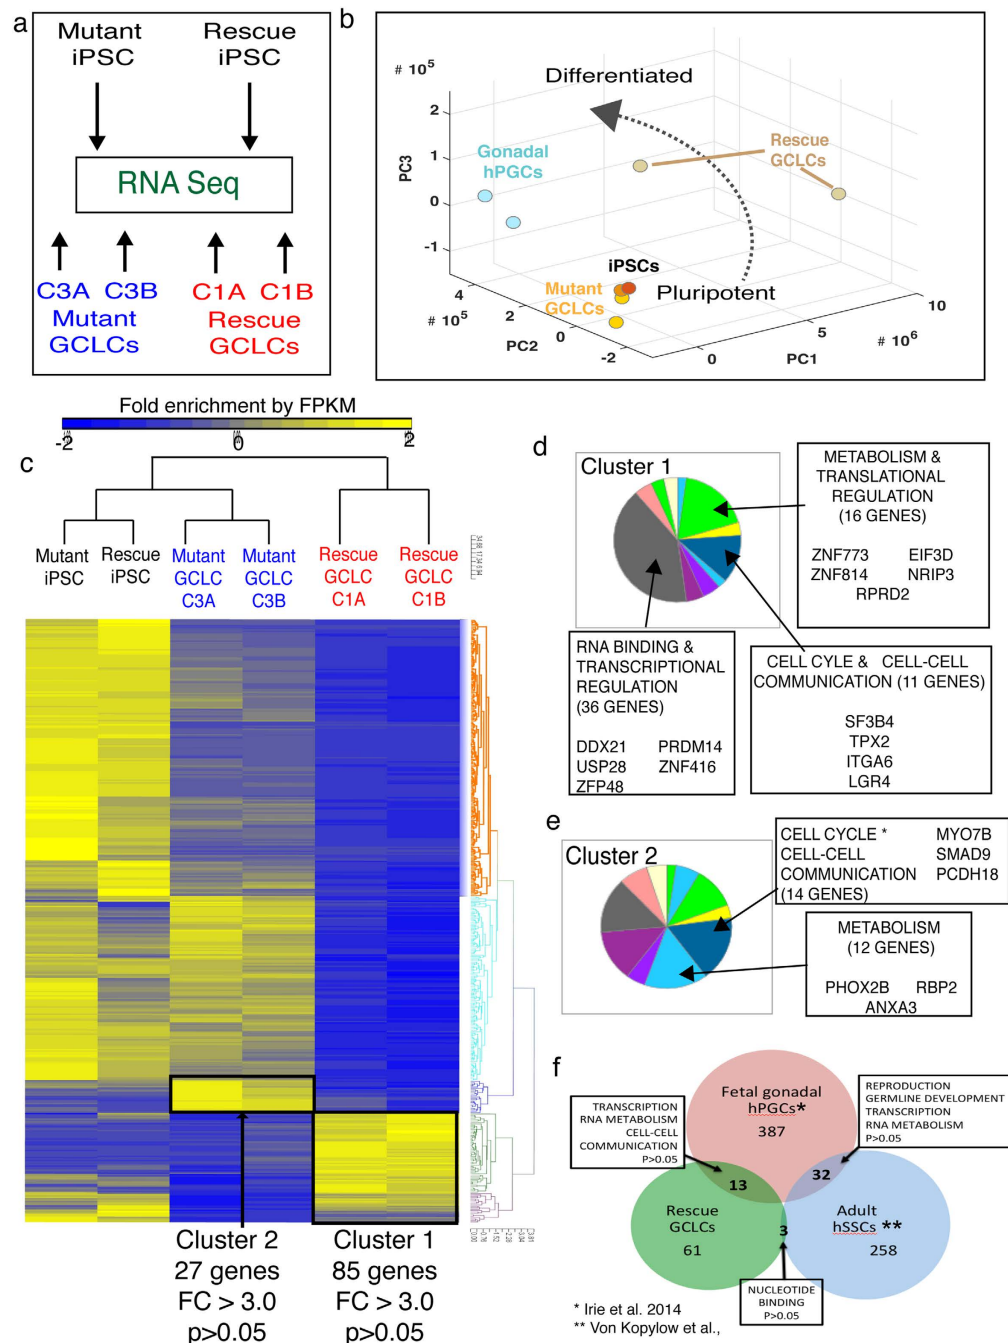 a
Mutant
iPSC
Rescue
iPSC
RNA Seq
C3A C3B
Mutant
GCLCs
C1A C1B
Rescue
GCLCs
b
# 10⁵
2
1
0
-1
PC3
Differentiated
Gonadal
hPGCs
Rescue
GCLCs
iPSCs
Mutant
GCLCs
Pluripotent
4
2
0
-2
# 10⁵
PC2
0
5
10
# 10⁶
PC1
Fold enrichment by FPKM
-2
0
2
c
Mutant
iPSC
Rescue
iPSC
Mutant
GCLC
C3A
Mutant
GCLC
C3B
Rescue
GCLC
C1A
Rescue
GCLC
C1B
Cluster 2
27 genes
FC > 3.0
p>0.05
Cluster 1
85 genes
FC > 3.0
p>0.05
d
Cluster 1
METABOLISM &
TRANSLATIONAL
REGULATION
(16 GENES)
ZNF773 EIF3D
ZNF814 NRIP3
RPRD2
RNA BINDING &
TRANSCRIPTIONAL
REGULATION
(36 GENES)
DDX21 PRDM14
USP28 ZNF416
ZFP48
CELL CYLE & CELL-CELL
COMMUNICATION (11 GENES)
SF3B4
TPX2
ITGA6
LGR4
e
Cluster 2
CELL CYCLE * MYO7B
CELL-CELL SMAD9
COMMUNICATION PCDH18
(14 GENES)
METABOLISM
(12 GENES)
PHOX2B RBP2
ANXA3
f
Fetal gonadal
hPGCs*
387
TRANSCRIPTION
RNA METABOLISM
CELL-CELL
COMMUNICATION
P>0.05
REPRODUCTION
GERMLINE DEVELOPMENT
TRANSCRIPTION
RNA METABOLISM
P>0.05
13
32
3
Rescue
GCLCs
61
Adult
hSSCs **
258
NUCLEOTIDE
BINDING
P>0.05
* Irie et al. 2014
** Von Kopylow et al.,